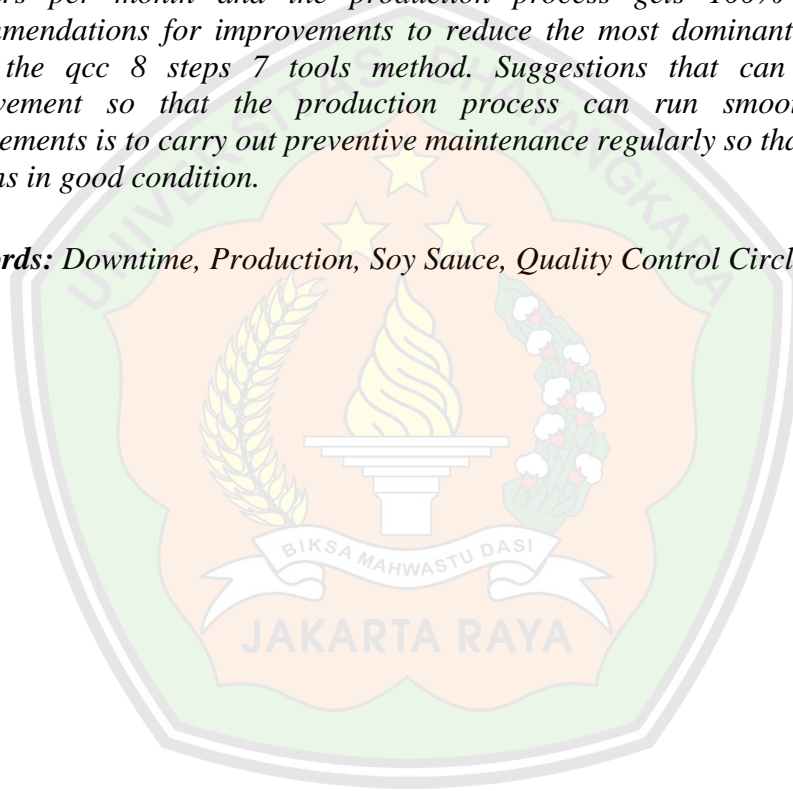 per month and the production process gets 100%
mmendations for improvements to reduce the most dominant
the qcc 8 steps 7 tools method. Suggestions that can
vement so that the production process can run smoo
ements is to carry out preventive maintenance regularly so tha
ns in good condition.
ords: Downtime, Production, Soy Sauce, Quality Control Circl
UNIVERSITAS BHAYANGKARA
BIKSA MAHWASTU DASI
JAKARTA RAYA